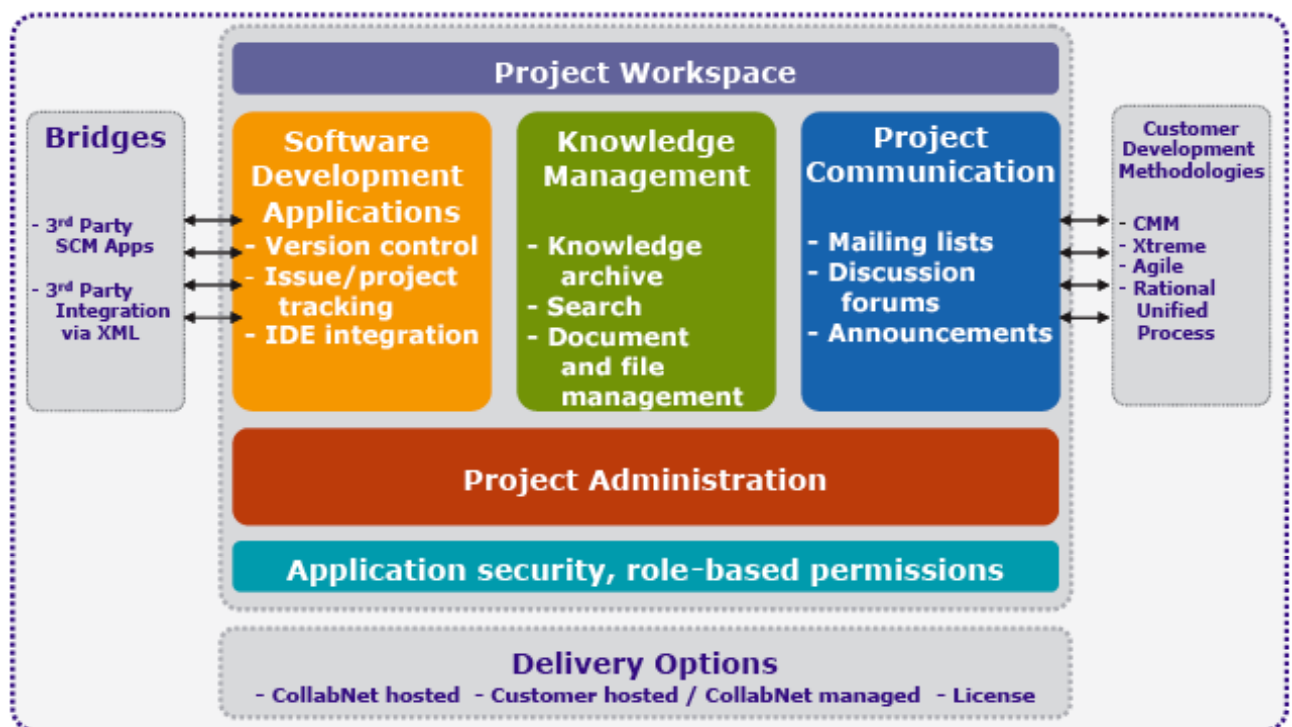 Project Workspace
Bridges
- 3rd Party
SCM Apps
- 3rd Party
Integration
via XML
Software
Development
Applications
- Version control
- Issue/project
tracking
- IDE integration
Knowledge
Management
- Knowledge
archive
- Search
- Document
and file
management
Project
Communication
- Mailing lists
- Discussion
forums
- Announcements
Customer
Development
Methodologies
- CMM
- Xtreme
- Agile
- Rational
Unified
Process
Project Administration
Application security, role-based permissions
Delivery Options
- CollabNet hosted - Customer hosted / CollabNet managed - License